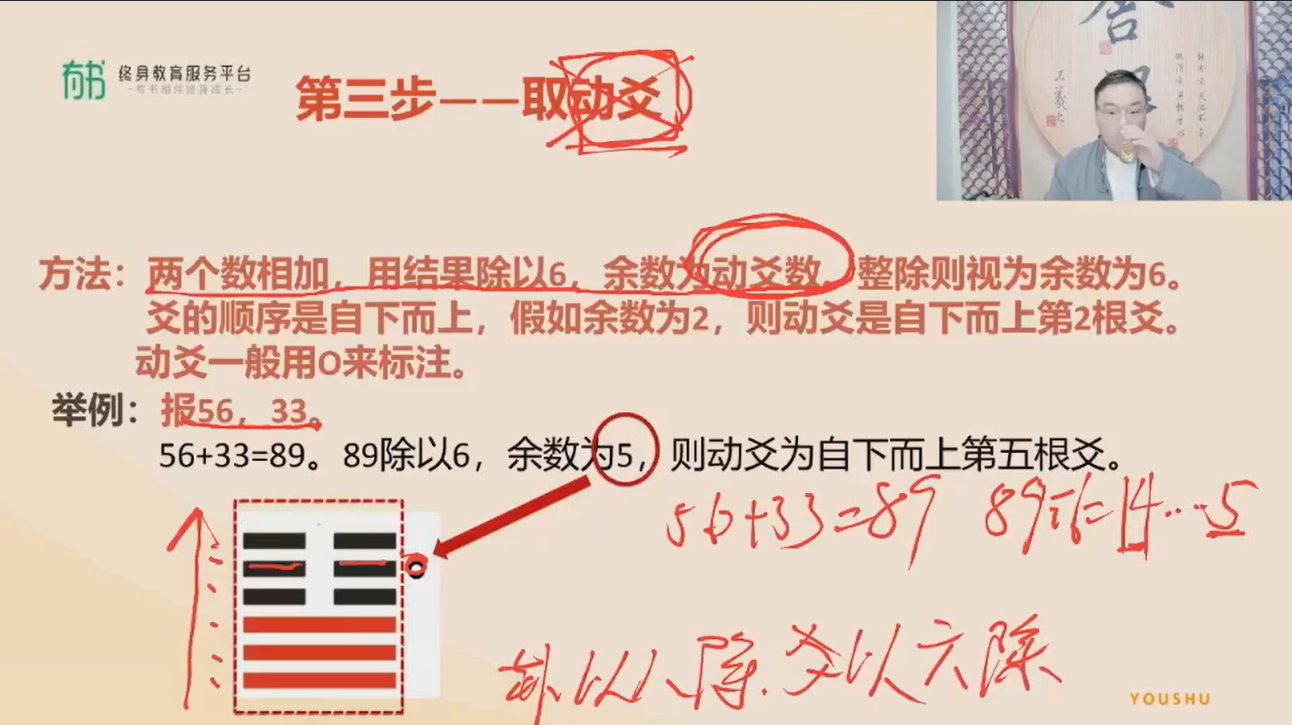 有书
终身教育服务平台
-有书相伴终身成长-
第三步——取动爻
方法：两个数相加，用结果除以6，余数为动爻数，整除则视为余数为6。
爻的顺序是自下而上，假如余数为2，则动爻是自下而上第2根爻。
动爻一般用O来标注。
举例：报56，33。
56+33=89。89除以6，余数为5，则动爻为自下而上第五根爻。
56+33=89 89÷6=14…5
卦以八除.爻以六除
YOUSHU